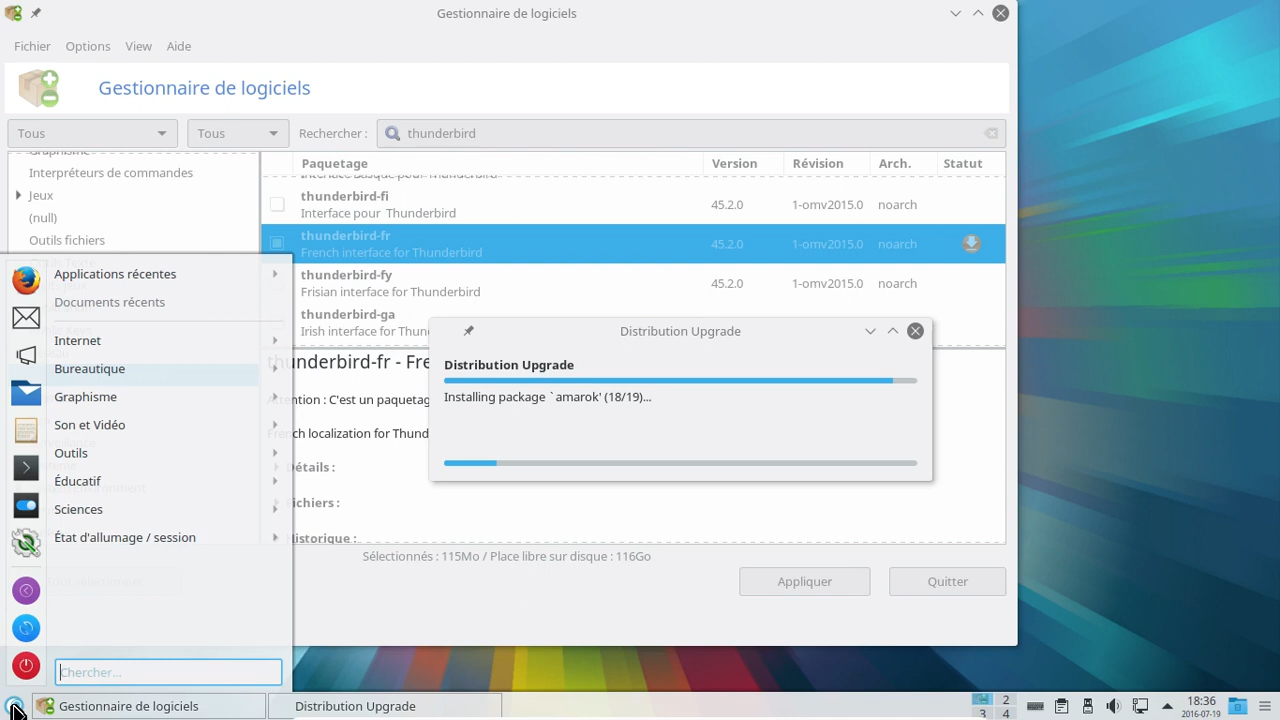 Gestionnaire de logiciels
Fichier Options View Aide
Gestionnaire de logiciels
Tous Tous Rechercher : thunderbird
Graphisme
Interpréteurs de commandes
Jeux
(null)
Outils fichiers
Paquetage Version Révision Arch. Statut
thunderbird-fi
Interface pour Thunderbird 45.2.0 1-omv2015.0 noarch
thunderbird-fr
French interface for Thunderbird 45.2.0 1-omv2015.0 noarch
thunderbird-fy
Frisian interface for Thunderbird 45.2.0 1-omv2015.0 noarch
thunderbird-ga
Irish interface for Thun
thunderbird-fr - Fre
Attention : C'est un paquetag
French localization for Thund
Détails :
Fichiers :
Historique :
Sélectionnés : 115Mo / Place libre sur disque : 116Go
Appliquer Quitter
Distribution Upgrade
Distribution Upgrade
Installing package `amarok' (18/19)...
Applications récentes
Documents récents
Internet
Bureautique
Graphisme
Son et Vidéo
Outils
Éducatif
Sciences
État d'allumage / session
Chercher...
Gestionnaire de logiciels Distribution Upgrade
2
3 4
18:36
2016-07-19